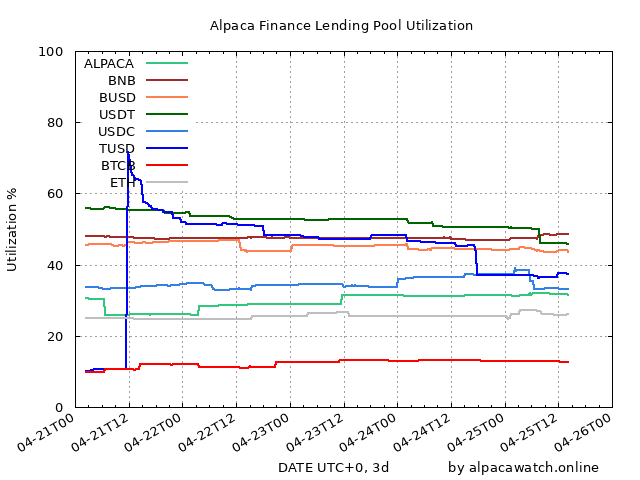 Alpaca Finance Lending Pool Utilization
Utilization %
100
80
60
40
20
0
ALPACA
BNB
BUSD
USDT
USDC
TUSD
BTCB
ETH
04-21T00
04-21T12
04-22T00
04-22T12
04-23T00
04-23T12
04-24T00
04-24T12
04-25T00
04-25T12
04-26T00
DATE UTC+0, 3d
by alpacawatch.online